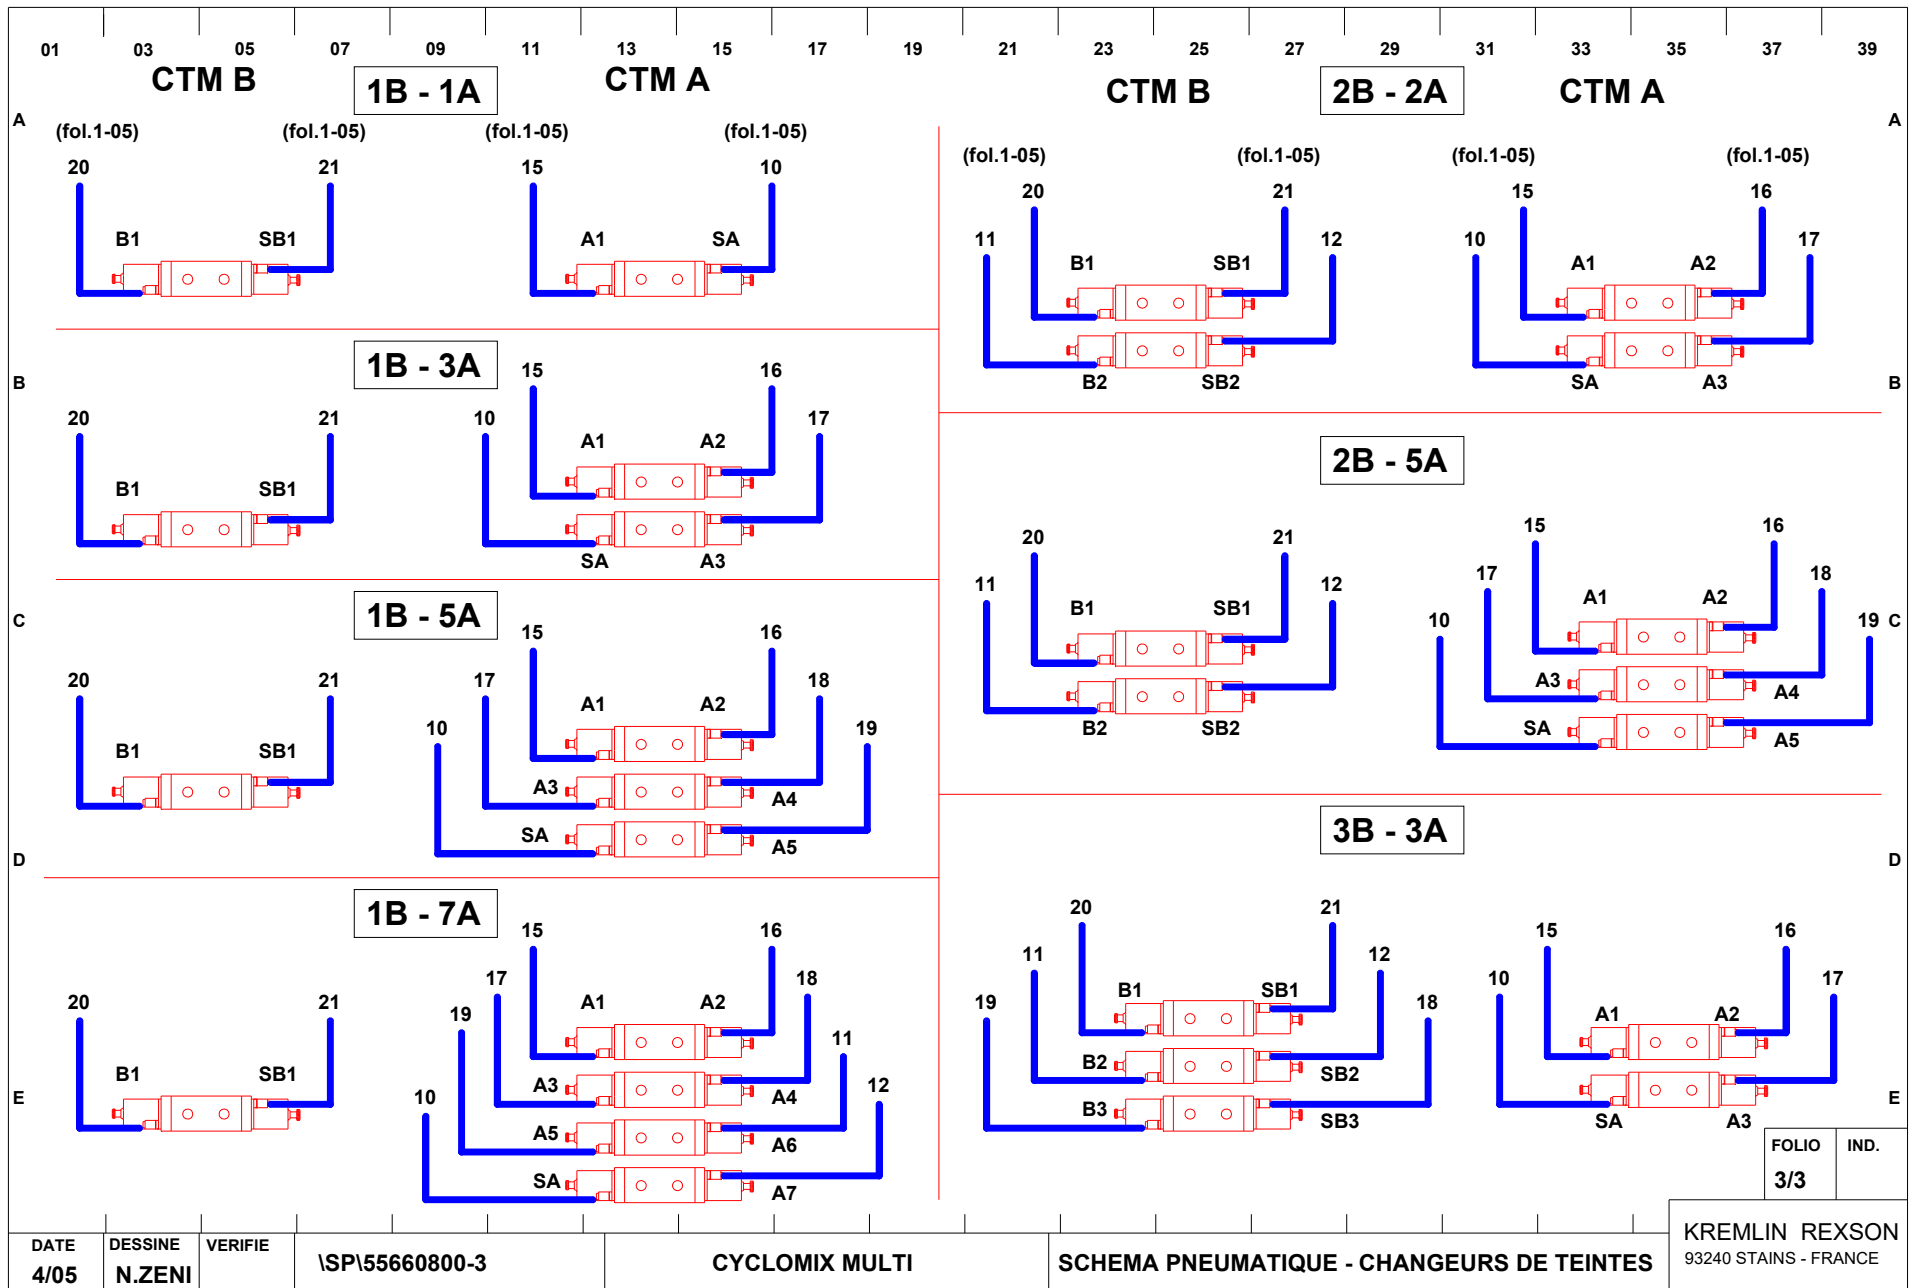 01 03 05 07 09 11 13 15 17 19 21 23 25 27 29 31 33 35 37 39
CTM B 1B - 1A CTM A
A
(fol.1-05) (fol.1-05) (fol.1-05) (fol.1-05)
20 21 15 10
B1 SB1 A1 SA
1B - 3A
B
15 16
20 21 10 17
A1 A2
B1 SB1
SA A3
1B - 5A
C
15 16
20 21 17 18
A1 A2
10 19
B1 SB1
A3 A4
SA A5
D
1B - 7A
15 16
17 18
20 21 A1 A2
19 11
B1 SB1 A3 A4
E
10 12
A5 A6
SA A7
CTM B 2B - 2A CTM A
A
(fol.1-05) (fol.1-05) (fol.1-05) (fol.1-05)
20 21 15 16
11 12 10 17
B1 SB1 A1 A2
B2 SB2 SA A3
B
2B - 5A
15 16
20 21
11 12 17 18
B1 SB1 A1 A2
10 19
C
A3 A4
B2 SB2 SA A5
3B - 3A
D
20 21
15 16
11 12
10 17
19 18
B1 SB1 A1 A2
B2 SB2
B3 SB3 SA A3
E
FOLIO IND.
3/3
DATE DESSINE VERIFIE
4/05 N.ZENI
\SP\55660800-3
CYCLOMIX MULTI
SCHEMA PNEUMATIQUE - CHANGEURS DE TEINTES
KREMLIN REXSON
93240 STAINS - FRANCE